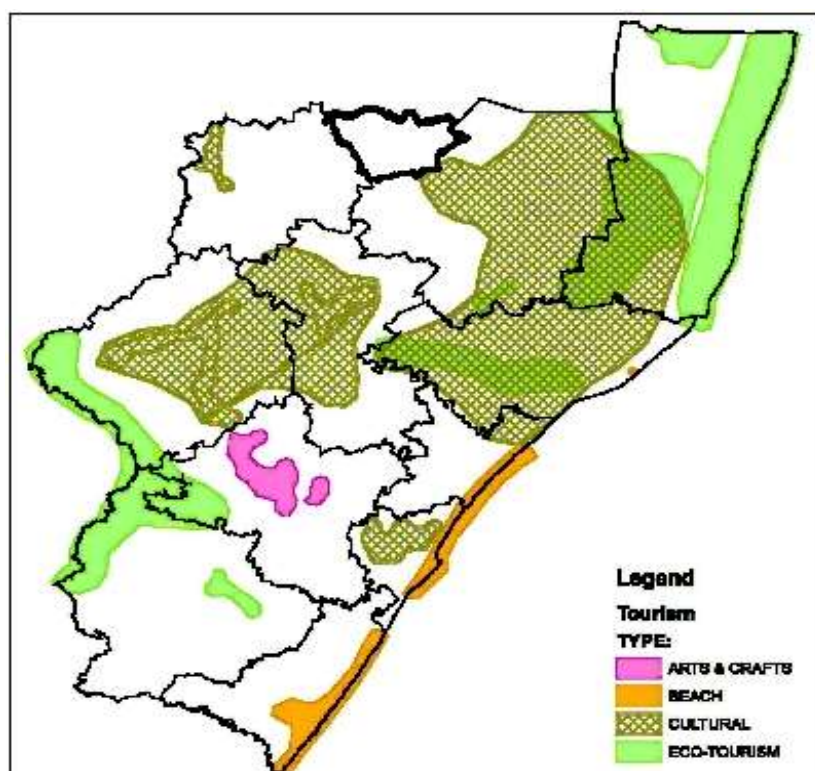 Legend
Tourism
TYPE:
ARTS & CRAFTS
BEACH
CULTURAL
ECO-TOURISM